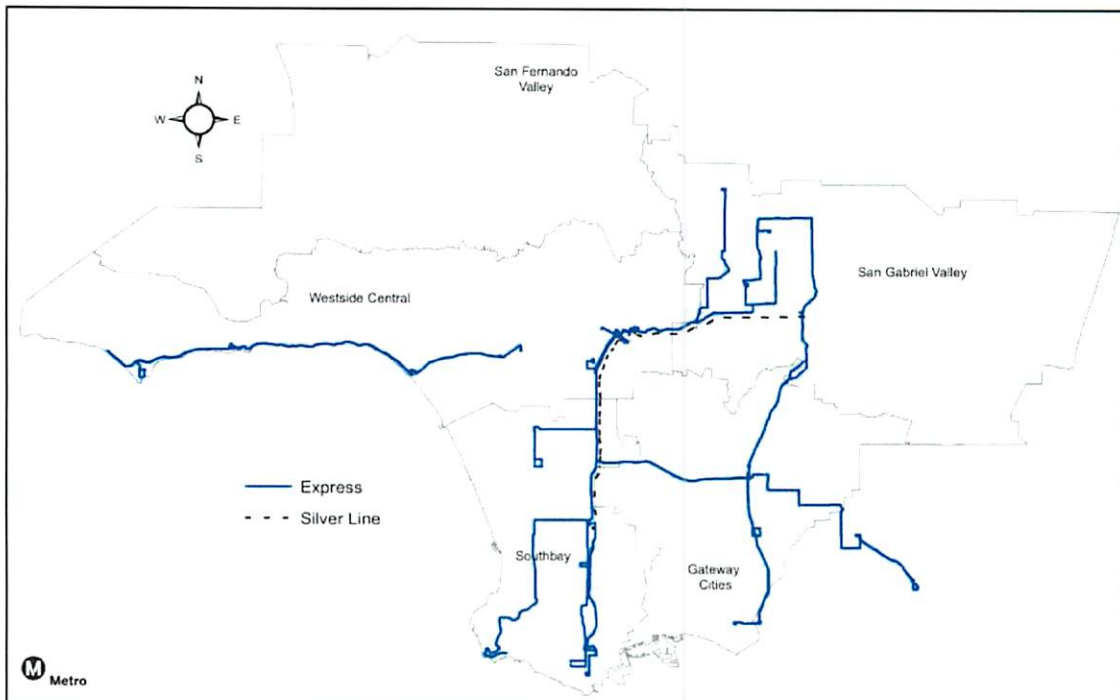 San Fernando
Valley
N
W E
S
San Gabriel Valley
Westside Central
Express
Silver Line
Southbay
Gateway
Cities
M Metro